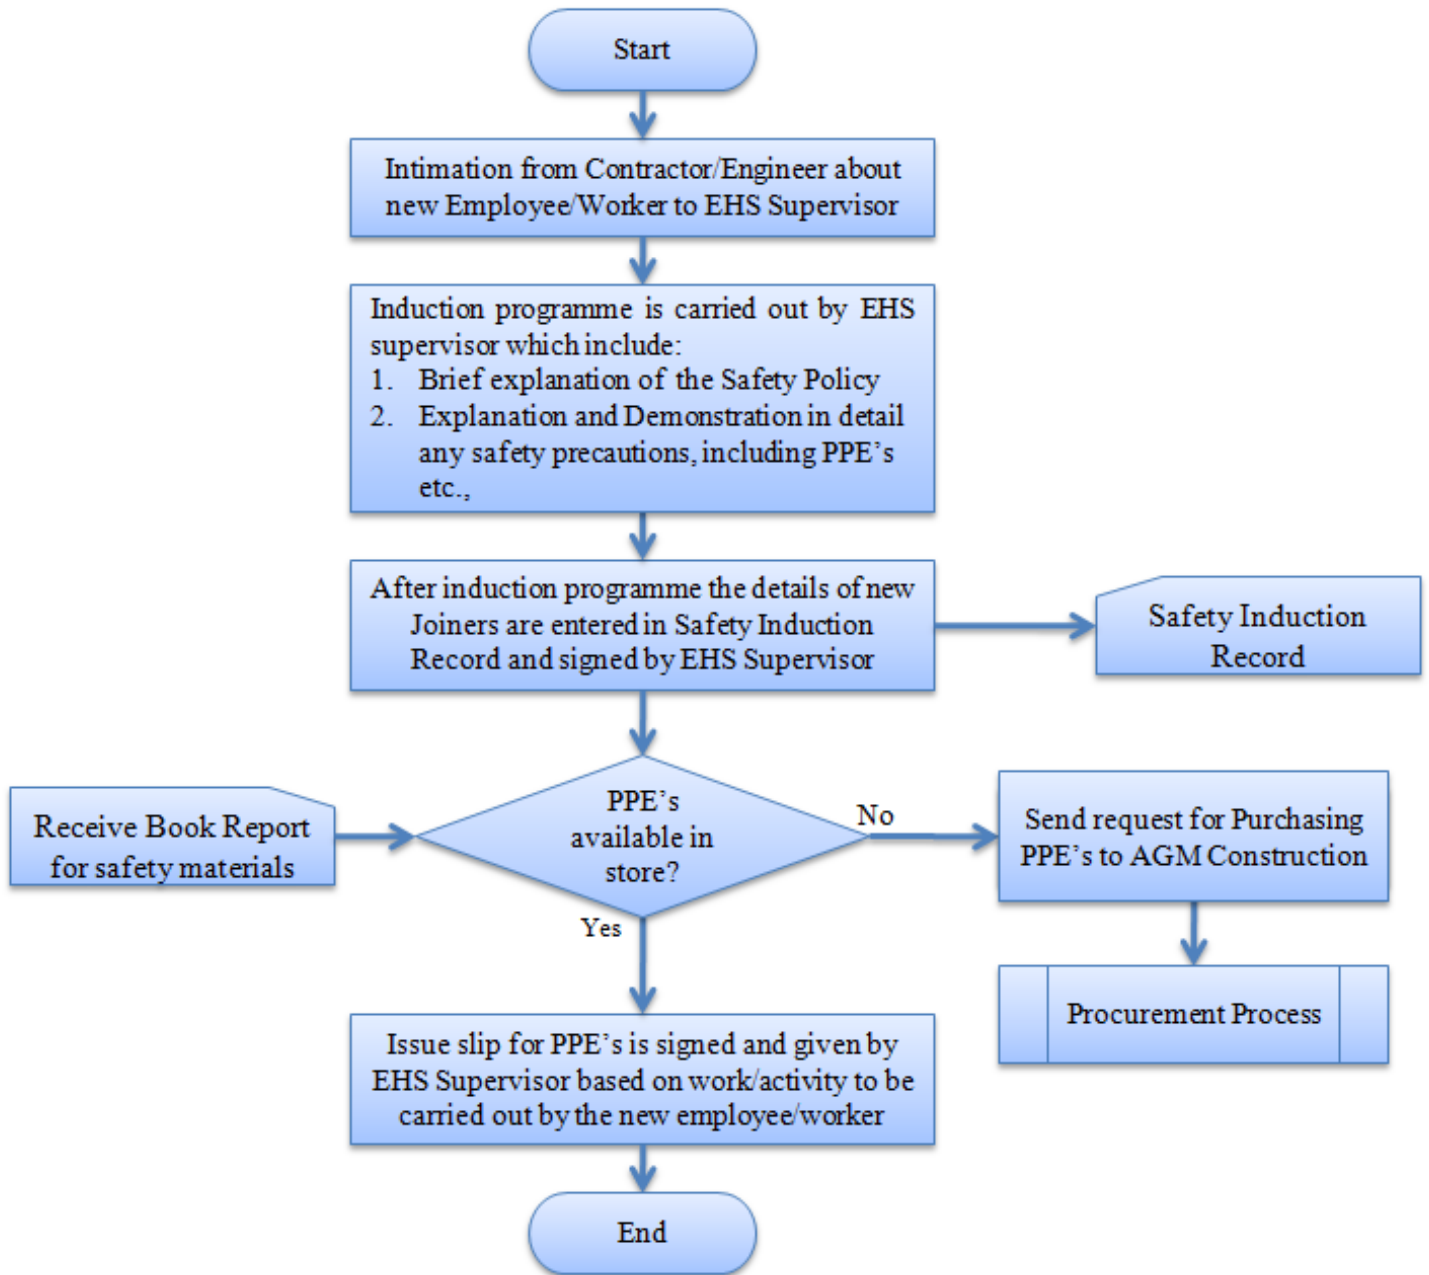 Start
Intimation from Contractor/Engineer about
new Employee/Worker to EHS Supervisor
Induction programme is carried out by EHS
supervisor which include:
1. Brief explanation of the Safety Policy
2. Explanation and Demonstration in detail
any safety precautions, including PPE’s
etc.,
After induction programme the details of new
Joiners are entered in Safety Induction
Record and signed by EHS Supervisor
Safety Induction
Record
Receive Book Report
for safety materials
PPE’s
available in
store?
No
Send request for Purchasing
PPE’s to AGM Construction
Yes
Procurement Process
Issue slip for PPE’s is signed and given by
EHS Supervisor based on work/activity to be
carried out by the new employee/worker
End